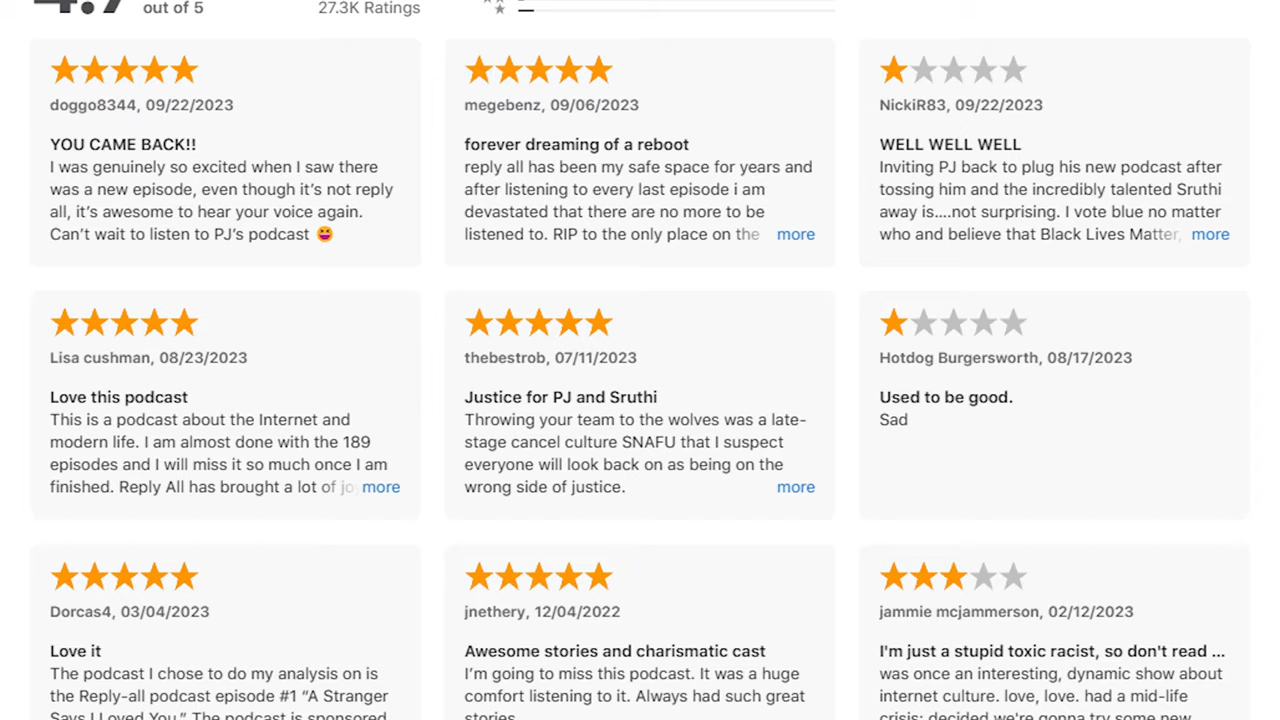 4.7 out of 5
27.3K Ratings
doggo8344, 09/22/2023
YOU CAME BACK!!
I was genuinely so excited when I saw there
was a new episode, even though it’s not reply
all, it’s awesome to hear your voice again.
Can’t wait to listen to PJ’s podcast 😆
megebenz, 09/06/2023
forever dreaming of a reboot
reply all has been my safe space for years and
after listening to every last episode i am
devastated that there are no more to be
listened to. RIP to the only place on the more
NickiR83, 09/22/2023
WELL WELL WELL
Inviting PJ back to plug his new podcast after
tossing him and the incredibly talented Sruthi
away is....not surprising. I vote blue no matter
who and believe that Black Lives Matter, more
Lisa cushman, 08/23/2023
Love this podcast
This is a podcast about the Internet and
modern life. I am almost done with the 189
episodes and I will miss it so much once I am
finished. Reply All has brought a lot of more
thebestrob, 07/11/2023
Justice for PJ and Sruthi
Throwing your team to the wolves was a late-
stage cancel culture SNAFU that I suspect
everyone will look back on as being on the
wrong side of justice. more
Hotdog Burgersworth, 08/17/2023
Used to be good.
Sad
Dorcas4, 03/04/2023
Love it
The podcast I chose to do my analysis on is
the Reply-all podcast episode #1 “A Stranger
Says I Loved You.” The podcast is sponsored
jnethery, 12/04/2022
Awesome stories and charismatic cast
I’m going to miss this podcast. It was a huge
comfort listening to it. Always had such great
stories.
jammie mcjammerson, 02/12/2023
I'm just a stupid toxic racist, so don't read ...
was once an interesting, dynamic show about
internet culture. love, love. had a mid-life
crisis; decided we're gonna try some new